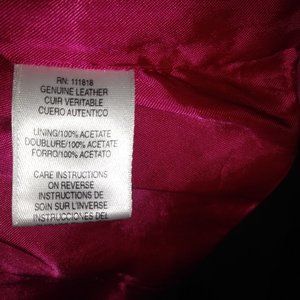 RN: 111818
GENUINE LEATHER
CUIR VERITABLE
CUERO AUTENTICO
LINING/100% ACETATE
DOUBLURE/100% ACETATE
FORRO/100% ACETATO
CARE INSTRUCTIONS
ON REVERSE
INSTRUCTIONS DE
SOIN SUR L'INVERSE
INSTRUCCIONES DEL